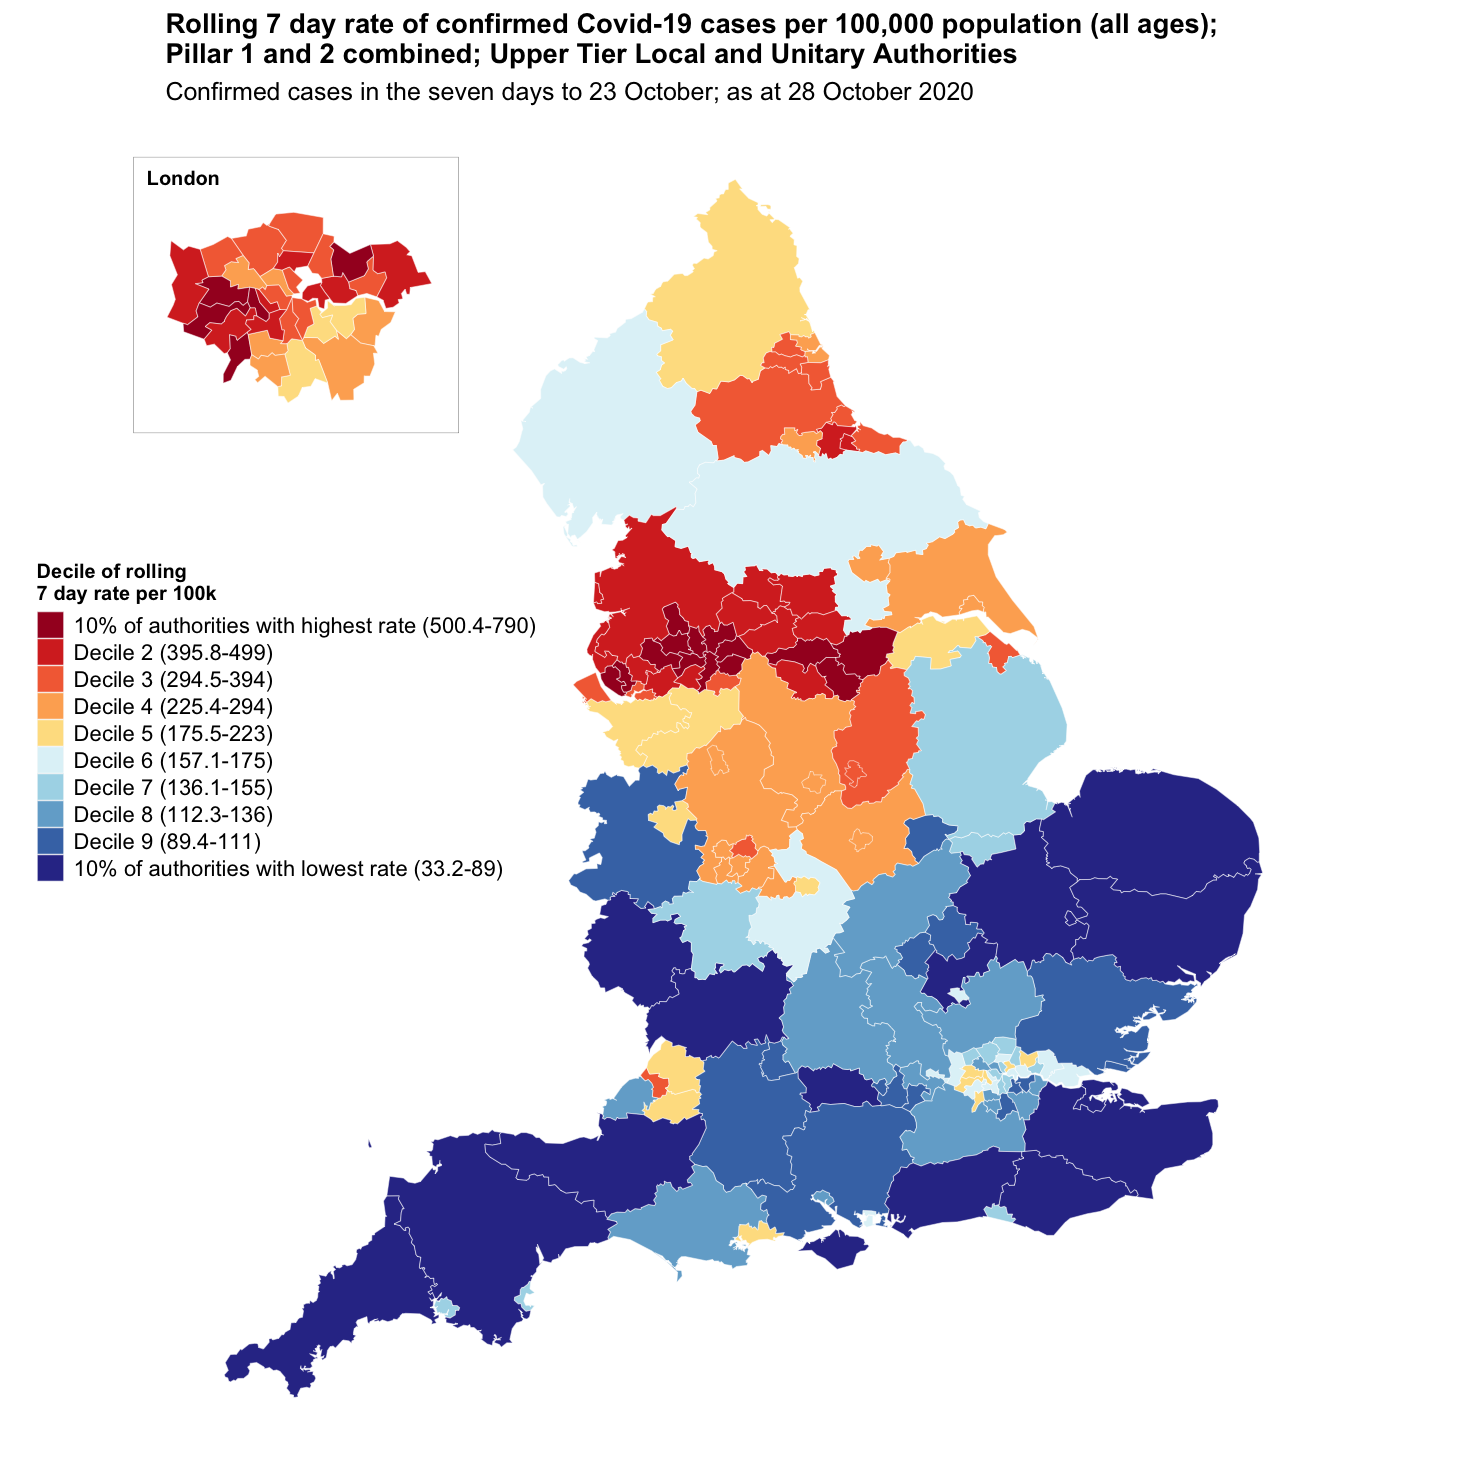 Rolling 7 day rate of confirmed Covid-19 cases per 100,000 population (all ages);
Pillar 1 and 2 combined; Upper Tier Local and Unitary Authorities
Confirmed cases in the seven days to 23 October; as at 28 October 2020
London
Decile of rolling
7 day rate per 100k
10% of authorities with highest rate (500.4-790)
Decile 2 (395.8-499)
Decile 3 (294.5-394)
Decile 4 (225.4-294)
Decile 5 (175.5-223)
Decile 6 (157.1-175)
Decile 7 (136.1-155)
Decile 8 (112.3-136)
Decile 9 (89.4-111)
10% of authorities with lowest rate (33.2-89)